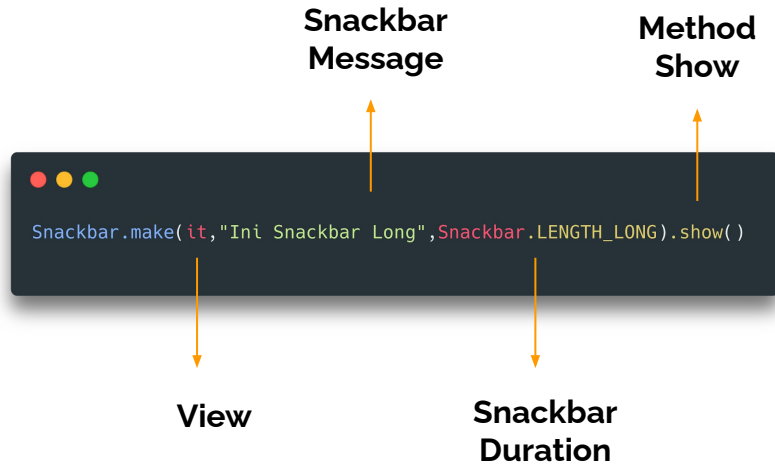 Snackbar
Message
Method
Show
Snackbar.make(it,"Ini Snackbar Long",Snackbar.LENGTH_LONG).show()
View
Snackbar
Duration